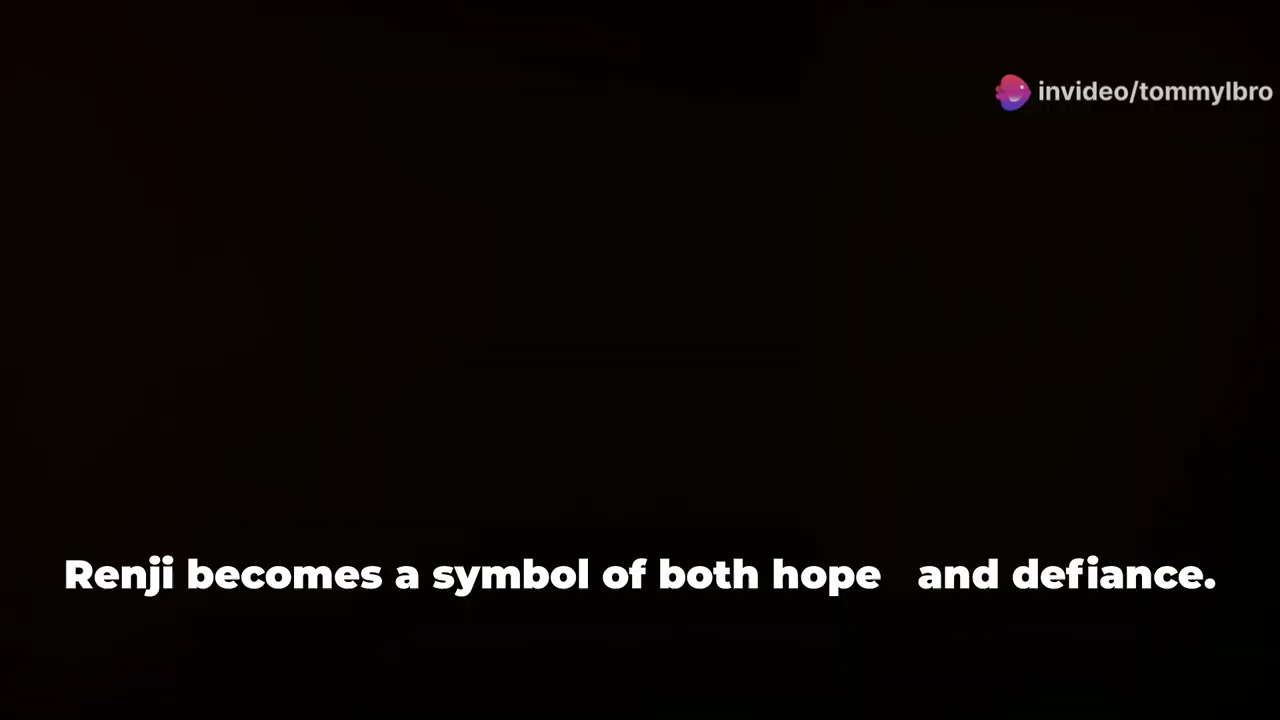 invideo/tommylbro
Renji becomes a symbol of both hope and defiance.